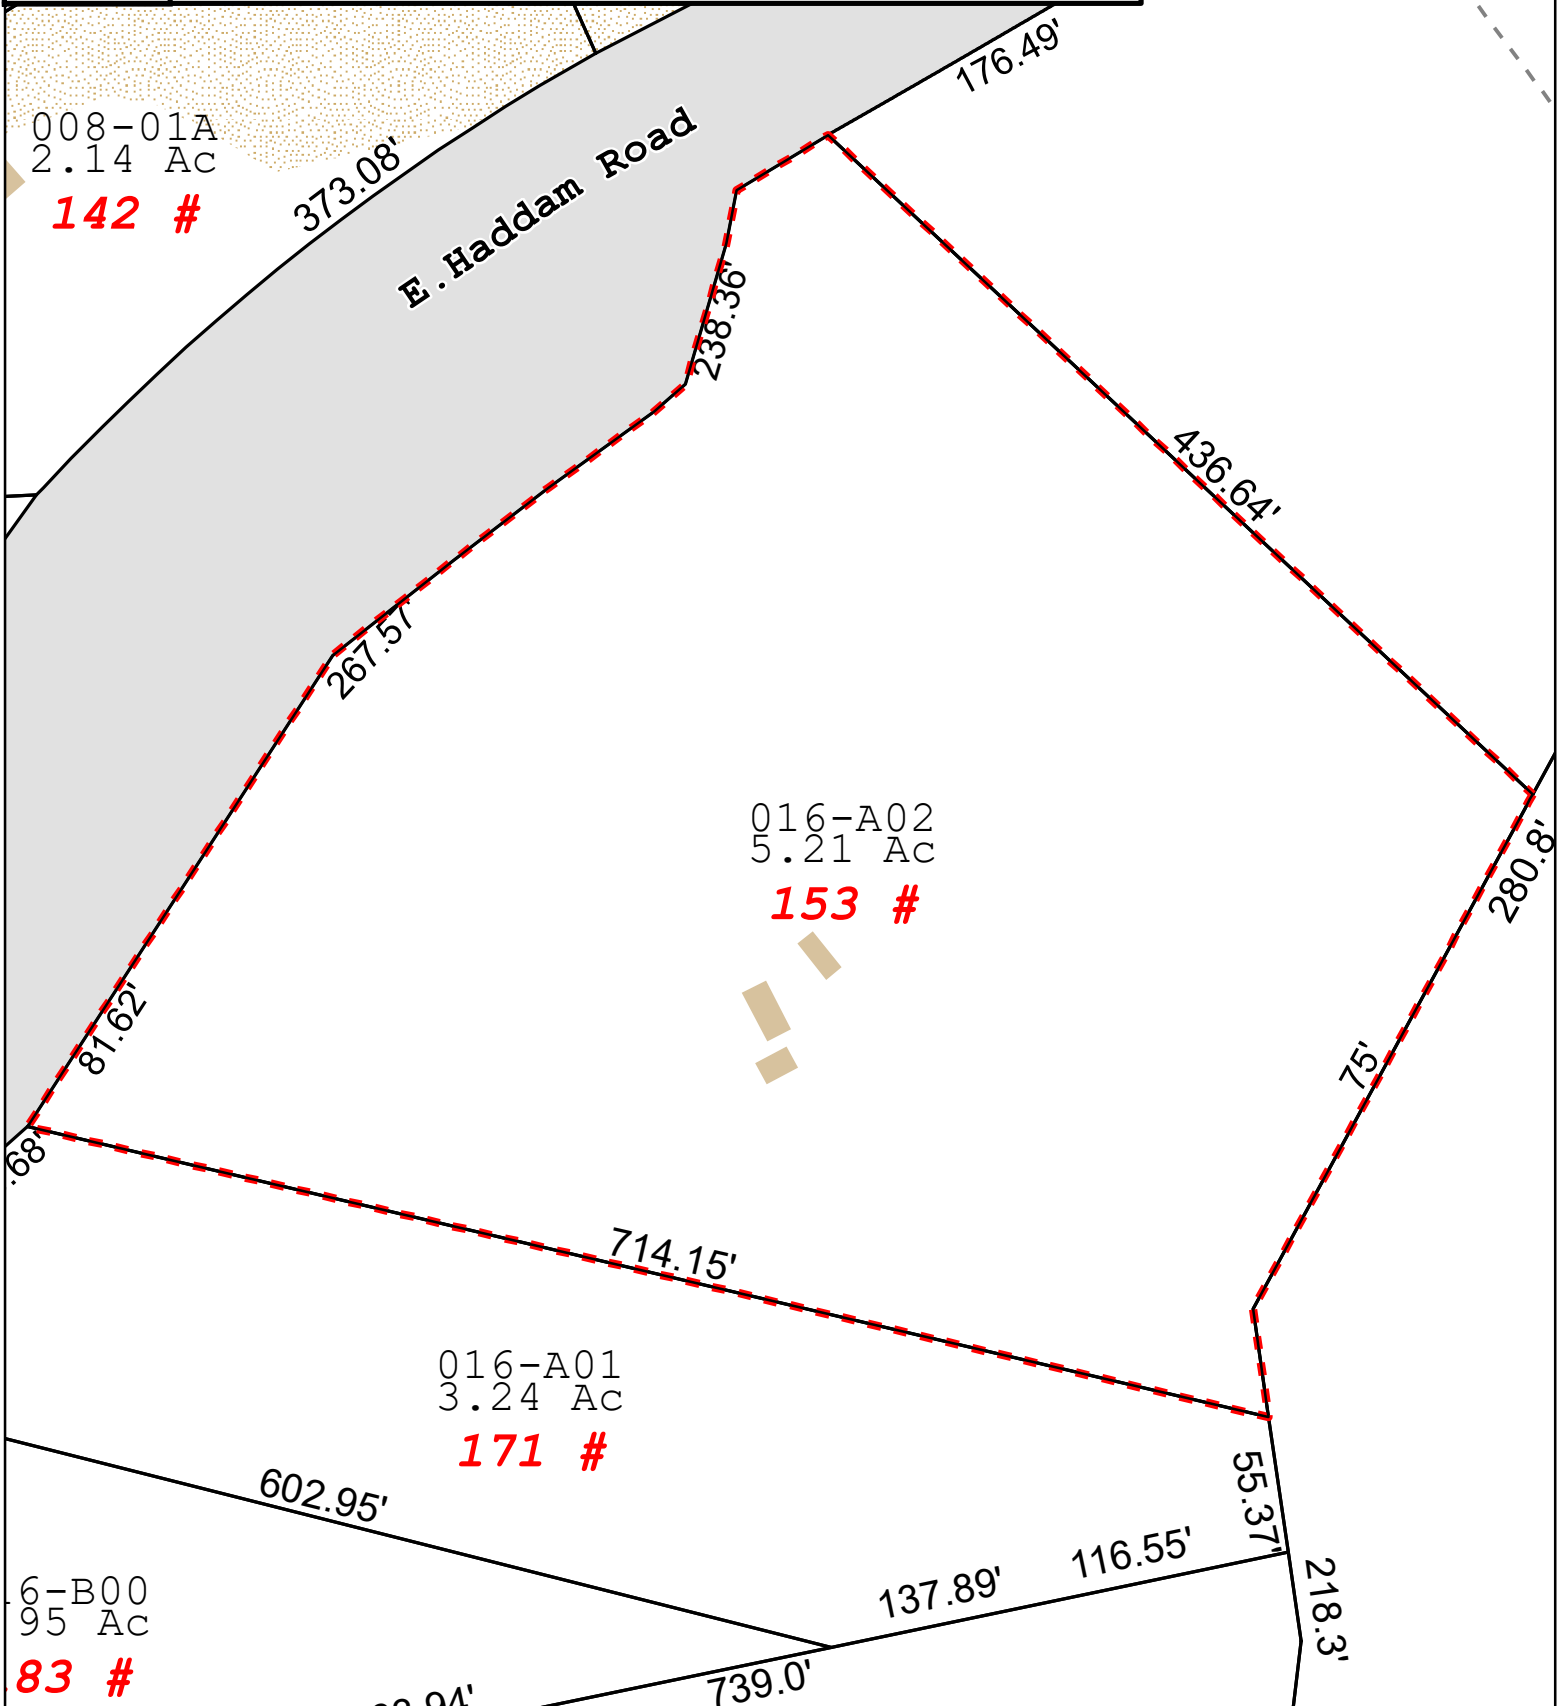 176.49'
008-01A
2.14 Ac
142 #
373.08'
E.Haddam Road
238.36'
436.64'
267.57'
016-A02
5.21 Ac
153 #
280.8'
81.62'
75'
.68'
714.15'
016-A01
3.24 Ac
171 #
55.37'
602.95'
116.55'
137.89'
218.3'
6-B00
95 Ac
83 #
739.0'